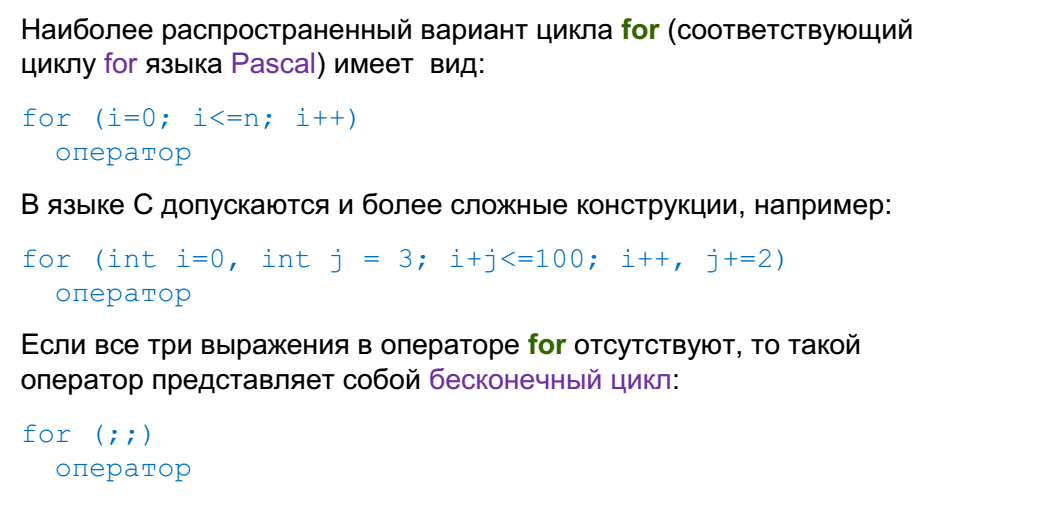 Наиболее распространенный вариант цикла for (соответствующий
циклу for языка Pascal) имеет  вид:
for (i=0; i<=n; i++)
  оператор
В языке C допускаются и более сложные конструкции, например:
for (int i=0, int j = 3; i+j<=100; i++, j+=2)
  оператор
Если все три выражения в операторе for отсутствуют, то такой
оператор представляет собой бесконечный цикл:
for (;;)
  оператор